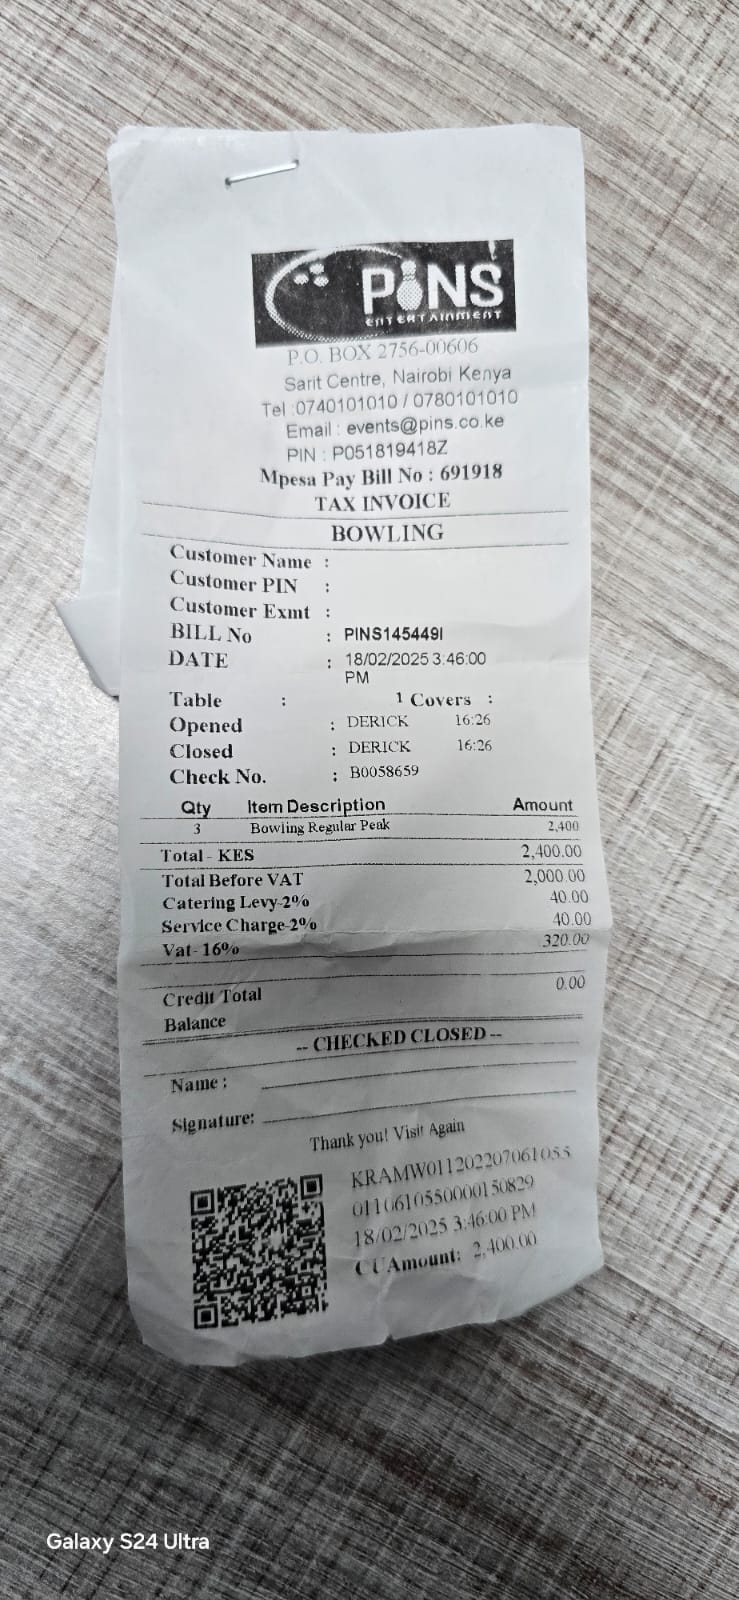 PiNS
ENTERTAINMENT
P.O. BOX 2756-00606
Sarit Centre, Nairobi Kenya
Tel :0740101010 / 0780101010
Email : events@pins.co.ke
PIN : P051819418Z
Mpesa Pay Bill No : 691918
TAX INVOICE
BOWLING
Customer Name :
Customer PIN :
Customer Exmt :
BILL No : PINS145449I
DATE : 18/02/2025 3:46:00
PM
Table : 1 Covers :
Opened : DERICK 16:26
Closed : DERICK 16:26
Check No. : B0058659
Qty Item Description Amount
3 Bowling Regular Peak 2,400
Total - KES 2,400.00
Total Before VAT 2,000.00
Catering Levy-2% 40.00
Service Charge-2% 40.00
Vat- 16% 320.00
Credit Total 0.00
Balance
-- CHECKED CLOSED --
Name :
Signature:
Thank you! Visit Again
KRAMW011202207061055
0110610550000150829
18/02/2025 3:46:00 PM
CUAmount: 2,400.00
Galaxy S24 Ultra